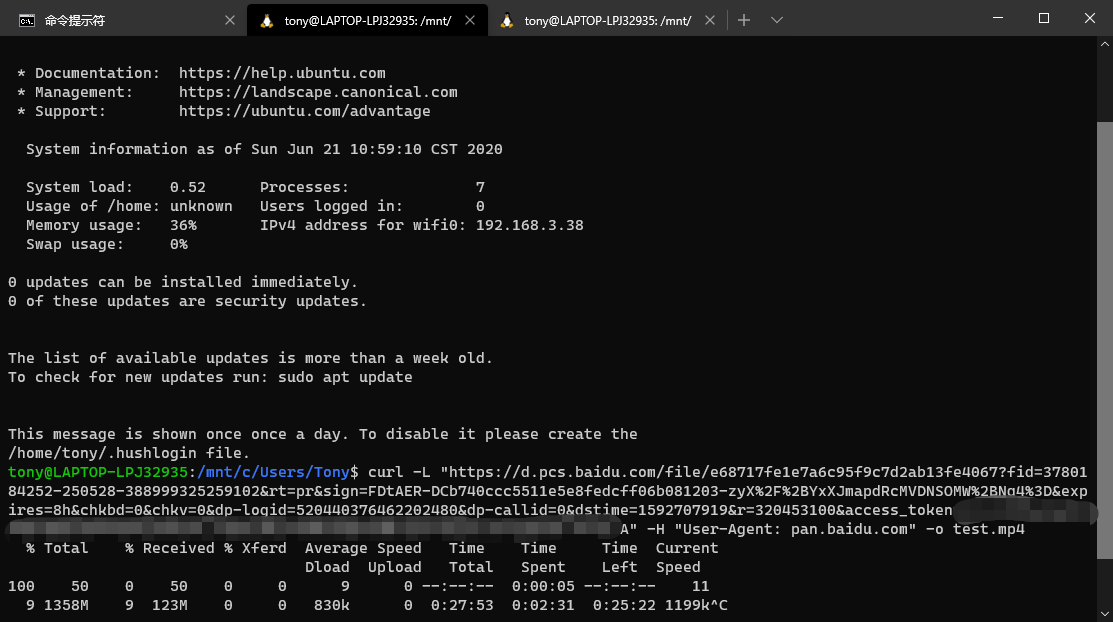 命令提示符
tony@LAPTOP-LPJ32935: /mnt/
tony@LAPTOP-LPJ32935: /mnt/
* Documentation:  https://help.ubuntu.com
* Management:     https://landscape.canonical.com
* Support:        https://ubuntu.com/advantage
System information as of Sun Jun 21 10:59:10 CST 2020
System load:    0.52      Processes:              7
Usage of /home: unknown   Users logged in:        0
Memory usage:   36%       IPv4 address for wifi0: 192.168.3.38
Swap usage:     0%
0 updates can be installed immediately.
0 of these updates are security updates.
The list of available updates is more than a week old.
To check for new updates run: sudo apt update
This message is shown once once a day. To disable it please create the
/home/tony/.hushlogin file.
tony@LAPTOP-LPJ32935:/mnt/c/Users/Tony$ curl -L "https://d.pcs.baidu.com/file/e68717fe1e7a6c95f9c7d2ab13fe4067?fid=37801
84252-250528-388999325259102&rt=pr&sign=FDtAER-DCb740ccc5511e5e8fedcff06b081203-zyX%2F%2BYxXJmapdRcMVDNSOMW%2BNq4%3D&exp
ires=8h&chkbd=0&chkv=0&dp-logid=520440376462202480&dp-callid=0&dstime=1592707919&r=320453100&access_token
A" -H "User-Agent: pan.baidu.com" -o test.mp4
% Total    % Received % Xferd  Average Speed   Time    Time     Time  Current
Dload  Upload   Total   Spent    Left  Speed
100    50    0    50    0     0      9      0 --:--:--  0:00:05 --:--:--    11
9 1358M    9  123M    0     0   830k      0  0:27:53  0:02:31  0:25:22 1199k^C